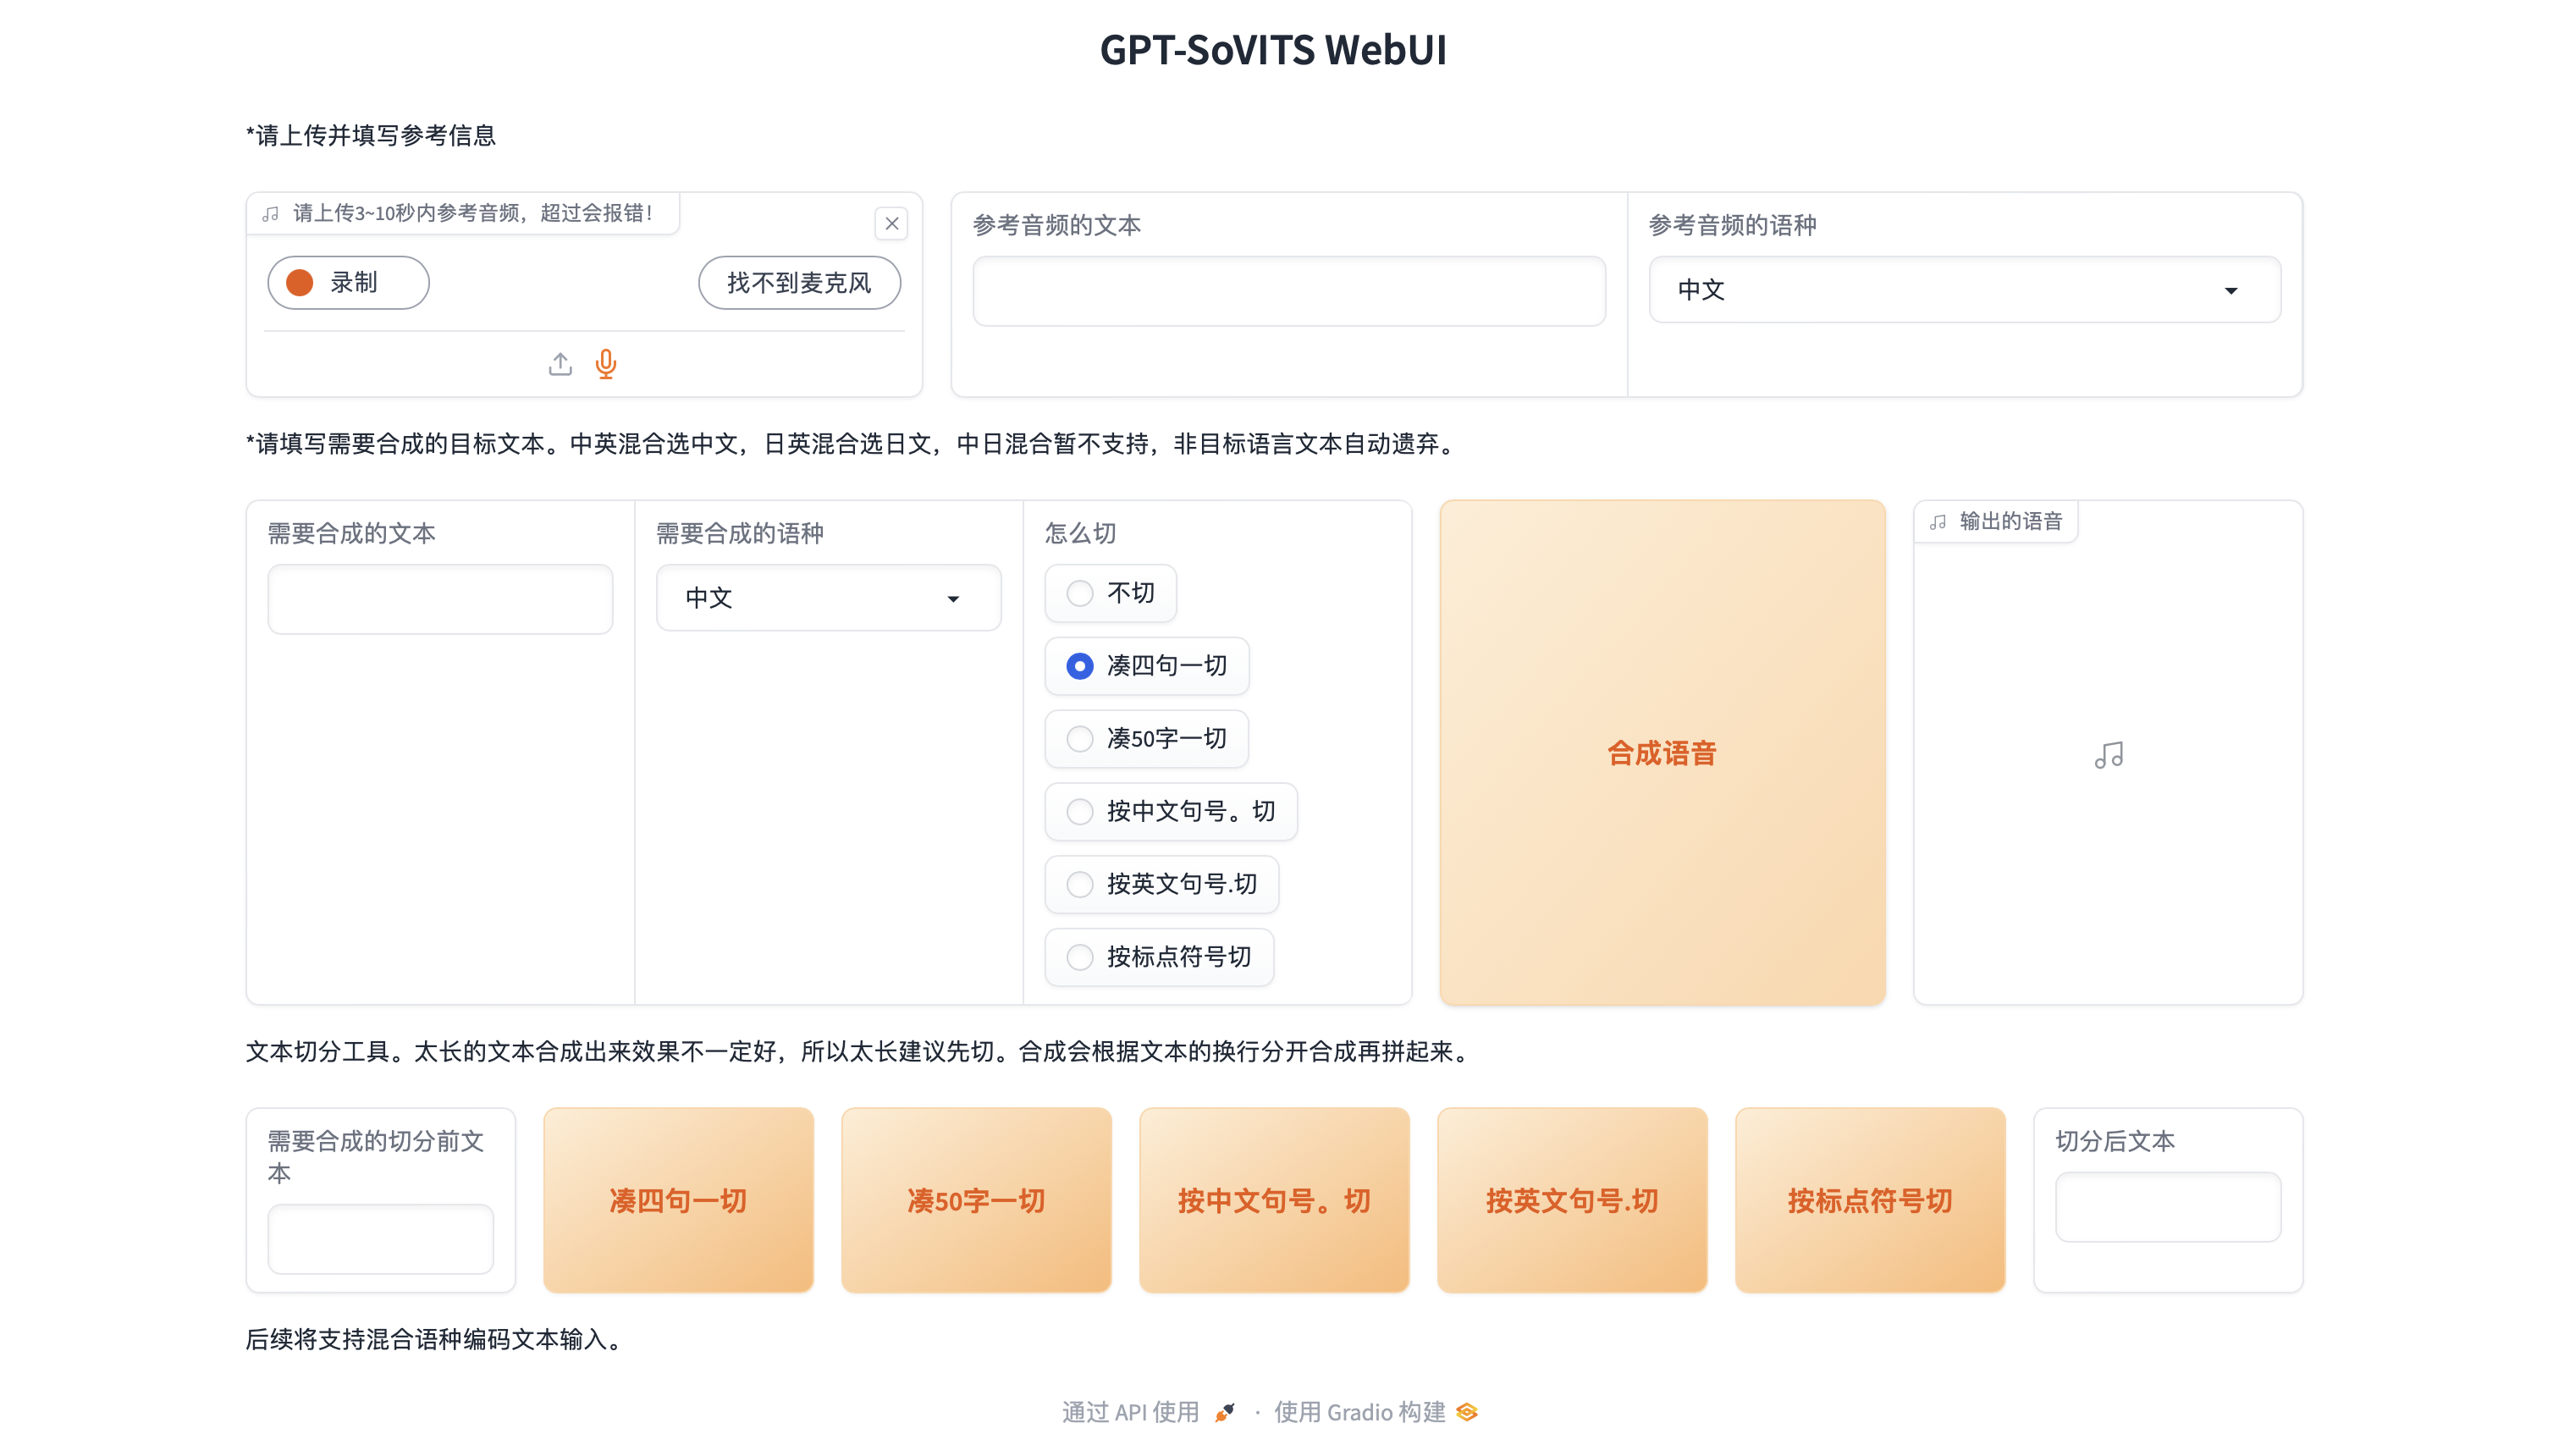 GPT-SoVITS WebUI
*请上传并填写参考信息
请上传3~10秒内参考音频，超过会报错！
录制
找不到麦克风
参考音频的文本
参考音频的语种
中文
*请填写需要合成的目标文本。中英混合选中文，日英混合选日文，中日混合暂不支持，非目标语言文本自动遗弃。
需要合成的文本
需要合成的语种
中文
怎么切
不切
凑四句一切
凑50字一切
按中文句号。切
按英文句号.切
按标点符号切
合成语音
输出的语音
文本切分工具。太长的文本合成出来效果不一定好，所以太长建议先切。合成会根据文本的换行分开合成再拼起来。
需要合成的切分前文
本
凑四句一切
凑50字一切
按中文句号。切
按英文句号.切
按标点符号切
切分后文本
后续将支持混合语种编码文本输入。
通过 API 使用 · 使用 Gradio 构建